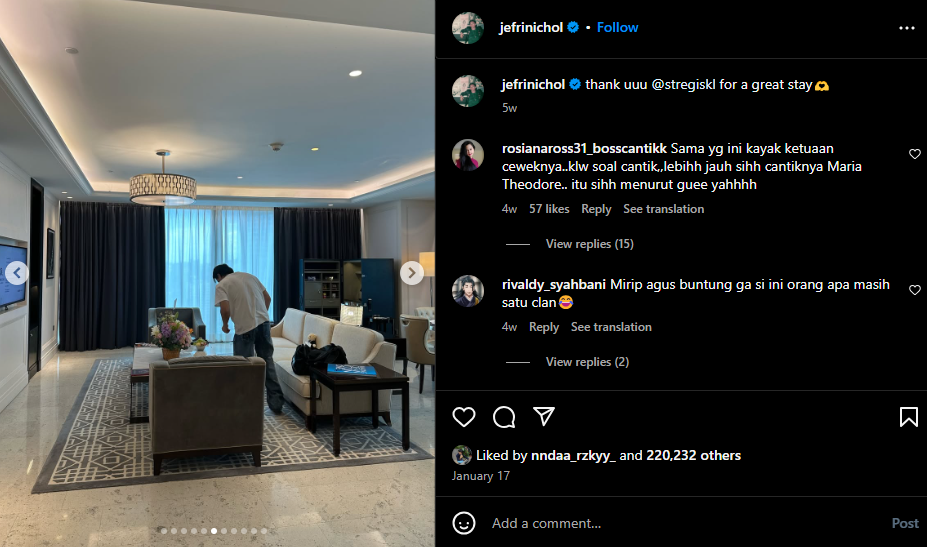 jefrinichol • Follow
jefrinichol thank uuu @stregiskl for a great stay🫶
5w
rosianaross31_bosscantikk Sama yg ini kayak ketuaan
ceweknya..klw soal cantik,,lebihh jauh sihh cantiknya Maria
Theodore.. itu sihh menurut guee yahhhh
4w 57 likes Reply See translation
View replies (15)
rivaldy_syahbani Mirip agus buntung ga si ini orang apa masih
satu clan😂
4w Reply See translation
View replies (2)
Liked by nndaa_rzkyy_ and 220,232 others
January 17
Add a comment... Post